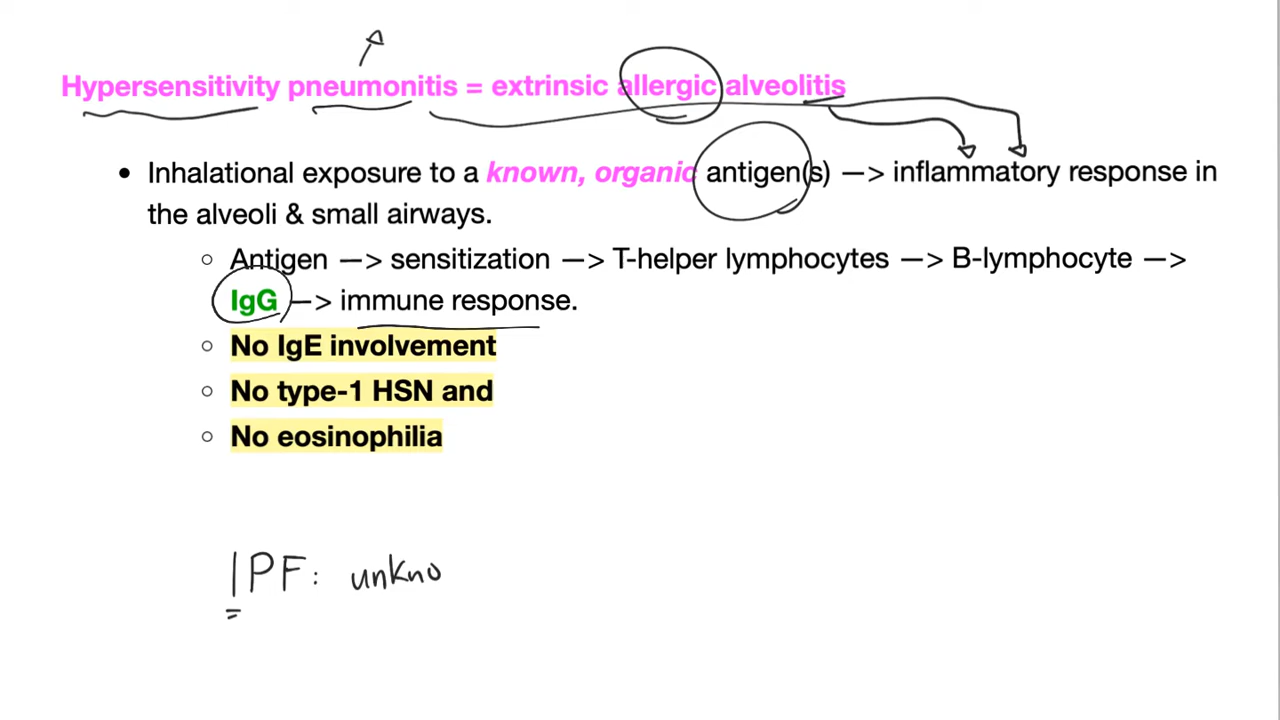 Hypersensitivity pneumonitis = extrinsic allergic alveolitis
• Inhalational exposure to a known, organic antigen(s) —> inflammatory response in
the alveoli & small airways.
○ Antigen —> sensitization —> T-helper lymphocytes —> B-lymphocyte —>
IgG —> immune response.
○ No IgE involvement
○ No type-1 HSN and
○ No eosinophilia
IPF: unkno